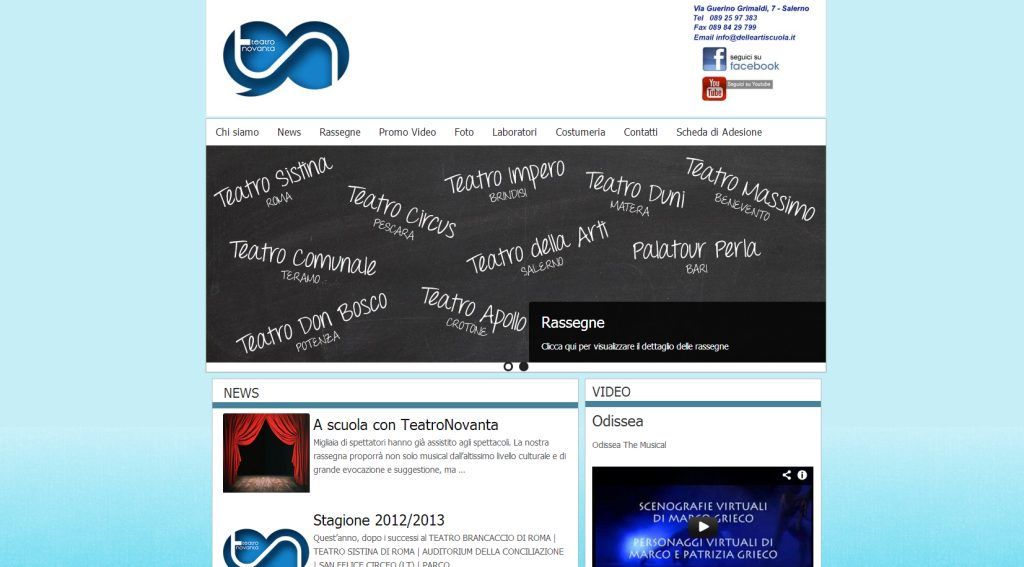 teatro
novanta
Via Guerino Grimaldi, 7 - Salerno
Tel 089 25 97 383
Fax 089 84 29 799
Email info@delleartiscuola.it
seguici su
facebook
You
Tube
Seguici su Youtube
Chi siamo News Rassegne Promo Video Foto Laboratori Costumeria Contatti Scheda di Adesione
Teatro Sistina
ROMA
Teatro Circus
PESCARA
Teatro Impero
BRINDISI
Teatro Duni
MATERA
Teatro Massimo
BENEVENTO
Teatro Comunale
TERAMO
Teatro della Arti
SALERNO
Palatour Perla
BARI
Teatro Don Bosco
POTENZA
Teatro Apollo
CROTONE
Rassegne
Clicca qui per visualizzare il dettaglio delle rassegne
NEWS
A scuola con TeatroNovanta
Migliaia di spettatori hanno già assistito agli spettacoli. La nostra
rassegna proporrà non solo musical dall'altissimo livello culturale e di
grande evocazione e suggestione, ma ...
teatro
novanta
Stagione 2012/2013
Quest'anno, dopo i successi al TEATRO BRANCACCIO DI ROMA |
TEATRO SISTINA DI ROMA | AUDITORIUM DELLA CONCILIAZIONE
| SAN FELICE CIRCEO (LT) | PARCO
VIDEO
Odissea
Odissea The Musical
SCENOGRAFIE VIRTUALI
DI MARCO GRIECO
PERSONAGGI VIRTUALI DI
MARCO E PATRIZIA GRIECO